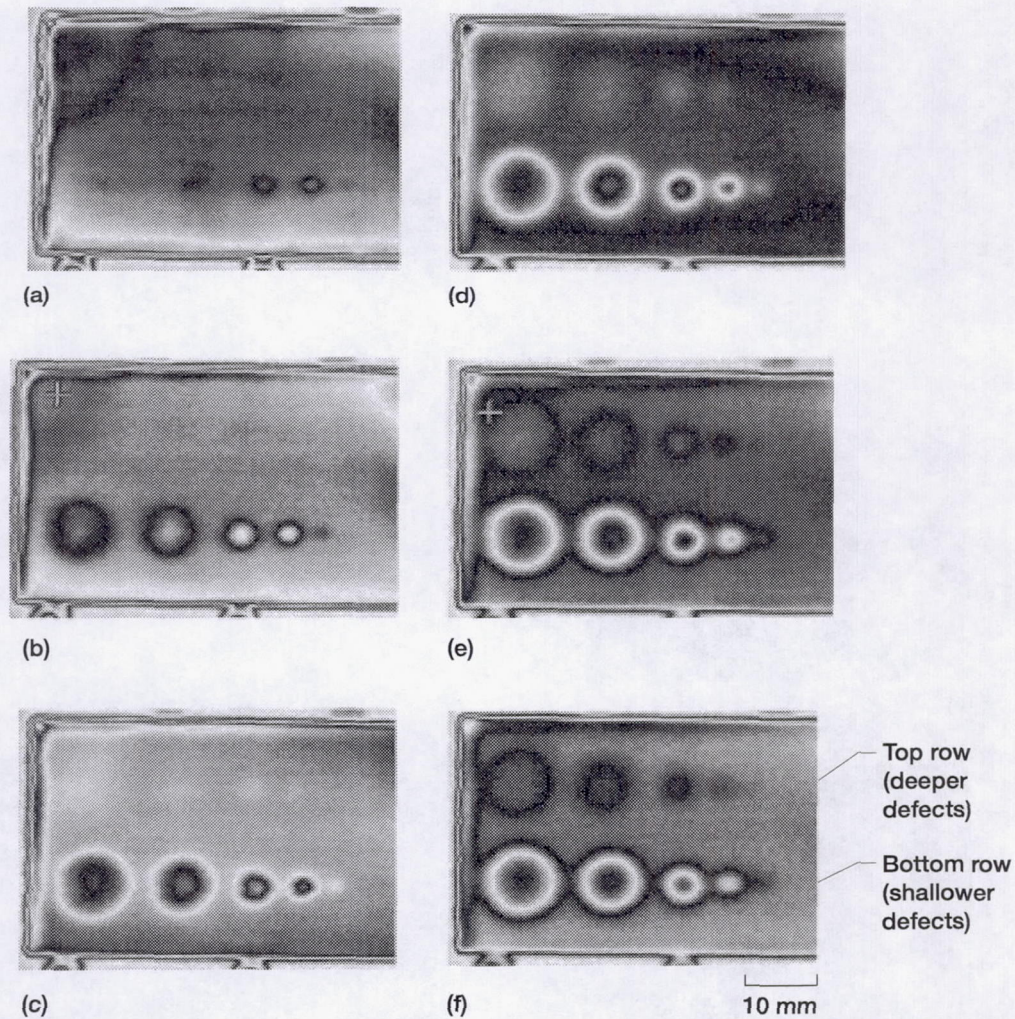 (a)
(d)
(b)
(e)
Top row
(deeper
defects)
Bottom row
(shallower
defects)
(c)
(f)
10 mm